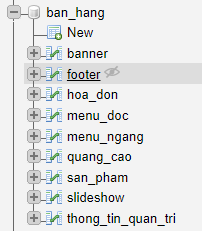 ban_hang
New
banner
footer
hoa_don
menu_doc
menu_ngang
quang_cao
san_pham
slideshow
thong_tin_quan_tri